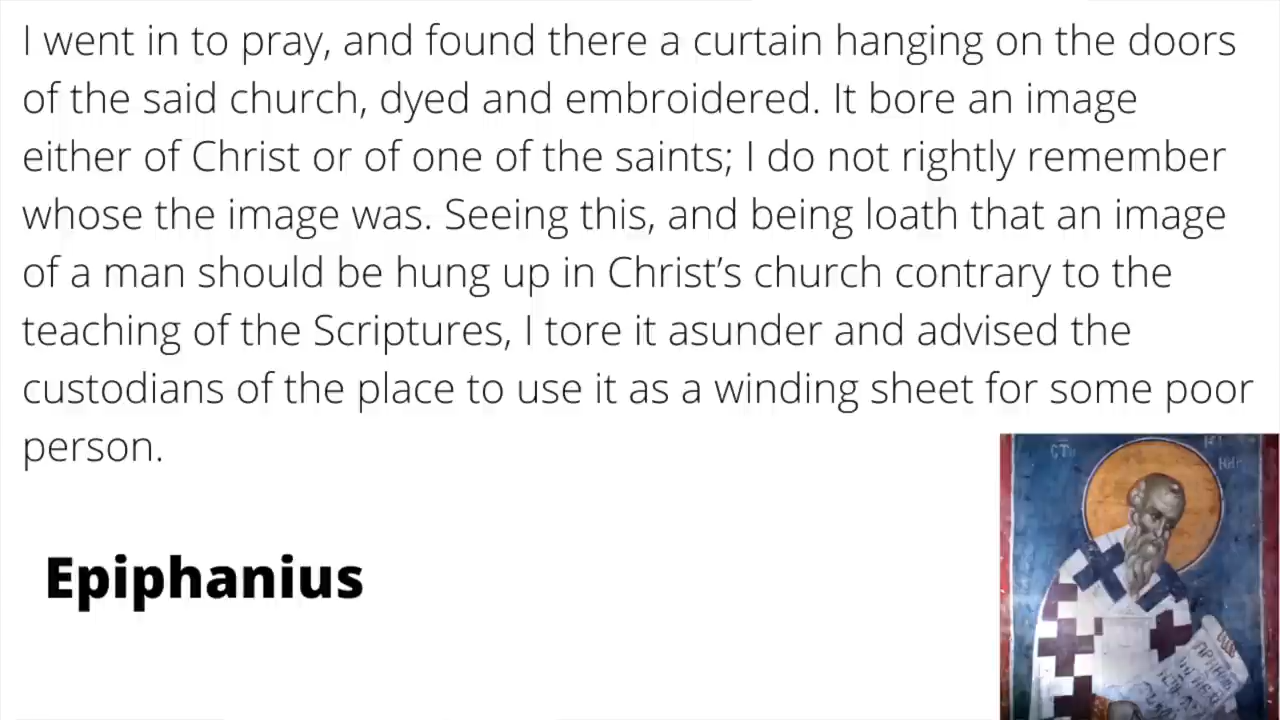 I went in to pray, and found there a curtain hanging on the doors
of the said church, dyed and embroidered. It bore an image
either of Christ or of one of the saints; I do not rightly remember
whose the image was. Seeing this, and being loath that an image
of a man should be hung up in Christ’s church contrary to the
teaching of the Scriptures, I tore it asunder and advised the
custodians of the place to use it as a winding sheet for some poor
person.
Epiphanius